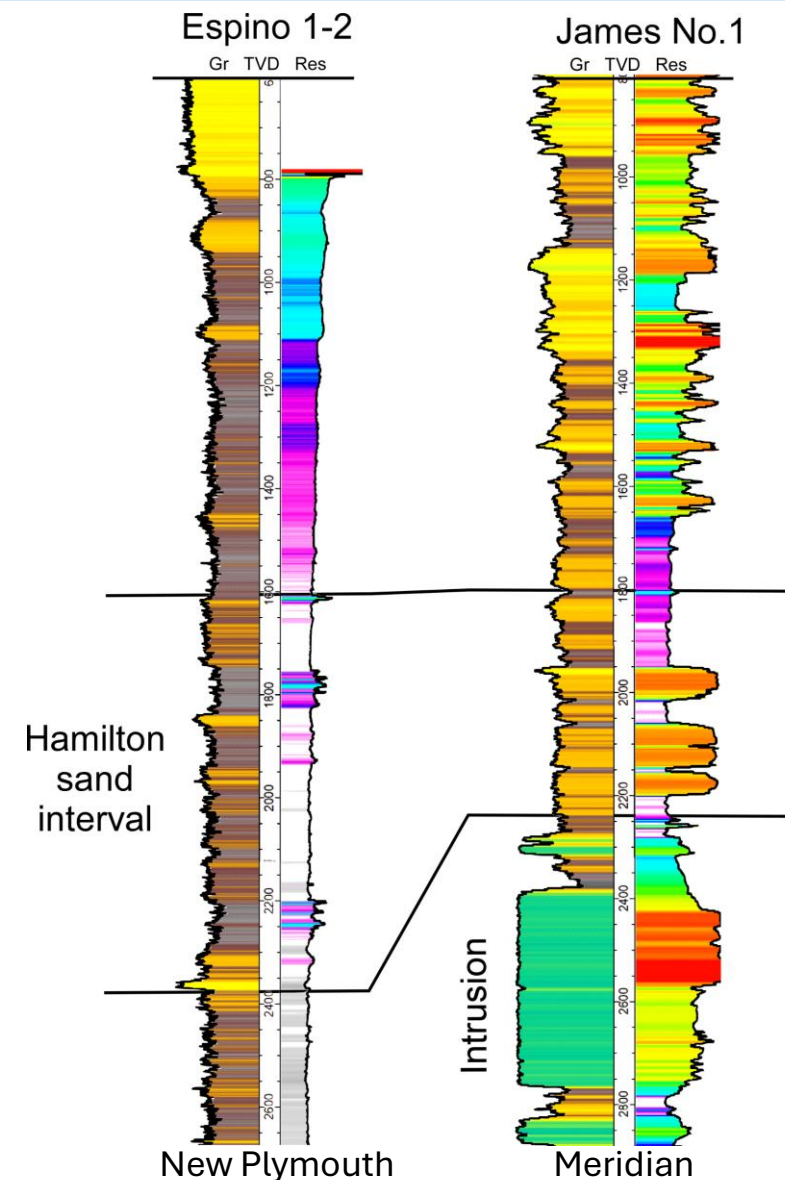 Espino 1-2
James No.1
Gr TVD Res
Gr TVD Res
800
1000
1200
1400
1600
1800
2000
2200
2400
2600
1000
1200
1400
1600
1800
2000
2200
2400
2600
2800
Hamilton
sand
interval
Intrusion
New Plymouth
Meridian